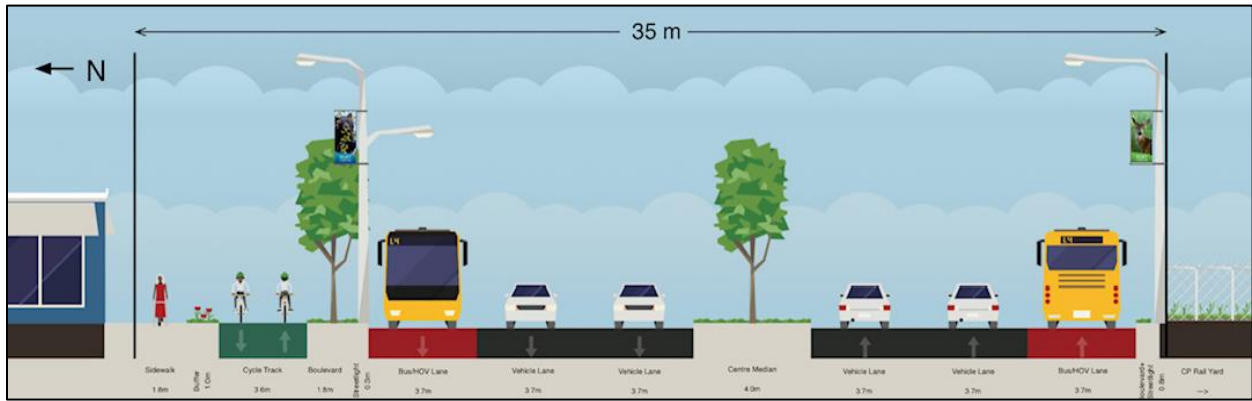 35 m
N
Sidewalk
1.8m
Buffer
1.0m
Cycle Track
3.6m
Boulevard
1.8m
Streetlight
0.3m
Bus/HOV Lane
3.7m
Vehicle Lane
3.7m
Vehicle Lane
3.7m
Centre Median
4.0m
Vehicle Lane
3.7m
Vehicle Lane
3.7m
Bus/HOV Lane
3.7m
Streetlight
0.8m
CP Rail Yard
-->